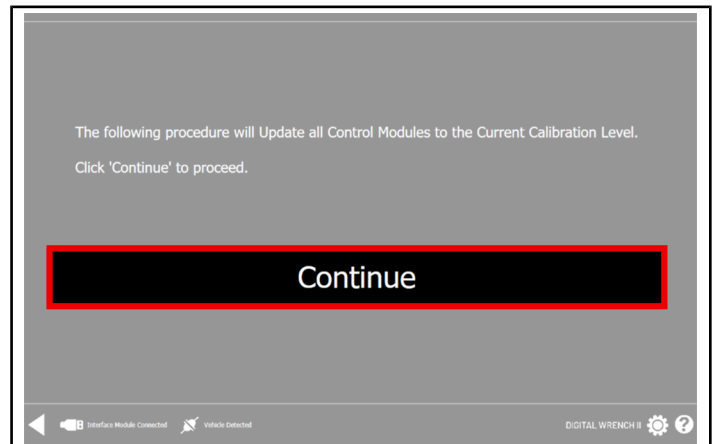 The following procedure will Update all Control Modules to the Current Calibration Level.
Click 'Continue' to proceed.
Continue
Interface Module Connected
Vehicle Detected
DIGITAL WRENCH II
?